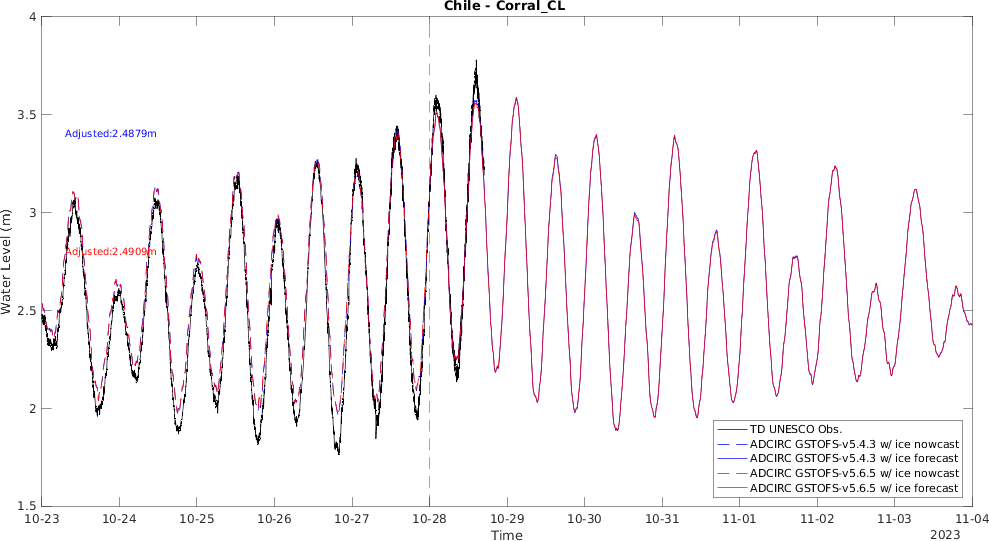 Chile - Corral_CL
4
3.5
3
2.5
2
1.5
Water Level (m)
Adjusted:2.4879m
Adjusted:2.4909m
TD UNESCO Obs.
ADCIRC GSTOFS-v5.4.3 w/ ice nowcast
ADCIRC GSTOFS-v5.4.3 w/ ice forecast
ADCIRC GSTOFS-v5.6.5 w/ ice nowcast
ADCIRC GSTOFS-v5.6.5 w/ ice forecast
10-23 10-24 10-25 10-26 10-27 10-28 10-29 10-30 10-31 11-01 11-02 11-03 11-04
Time
2023